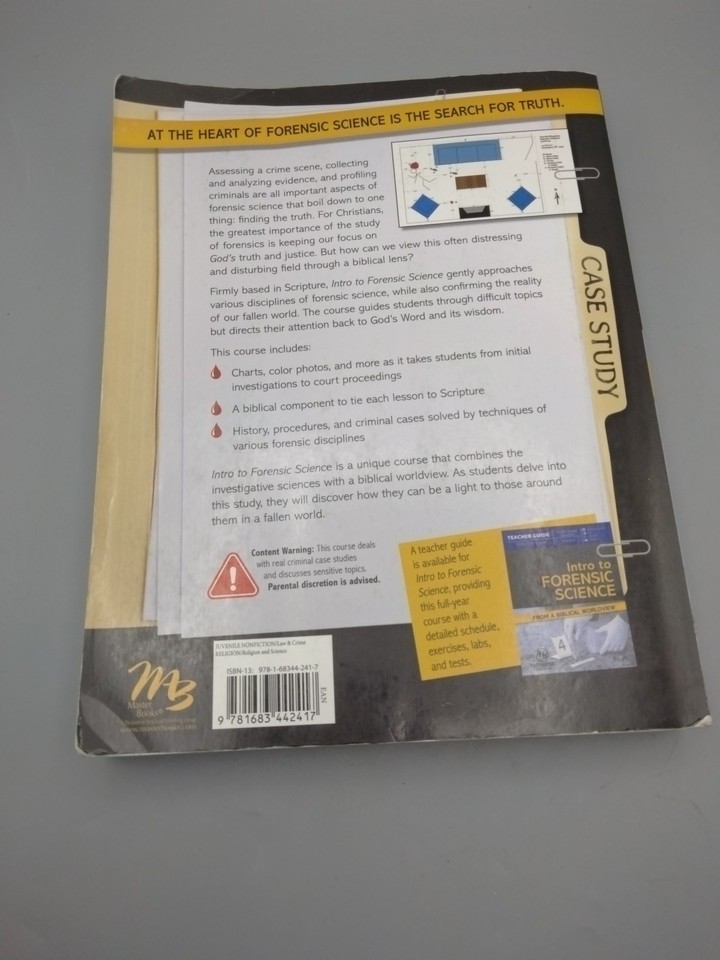 AT THE HEART OF FORENSIC SCIENCE IS THE SEARCH FOR TRUTH.
Assessing a crime scene, collecting
and analyzing evidence, and profiling
criminals are all important aspects of
forensic science that boil down to one
thing: finding the truth. For Christians,
the greatest importance of the study
of forensics is keeping our focus on
God's truth and justice. But how can we view this often distressing
and disturbing field through a biblical lens?
Firmly based in Scripture, Intro to Forensic Science gently approaches
various disciplines of forensic science, while also confirming the reality
of our fallen world. The course guides students through difficult topics
but directs their attention back to God's Word and its wisdom.
This course includes:
Charts, color photos, and more as it takes students from initial
investigations to court proceedings
A biblical component to tie each lesson to Scripture
History, procedures, and criminal cases solved by techniques of
various forensic disciplines
Intro to Forensic Science is a unique course that combines the
investigative sciences with a biblical worldview. As students delve into
this study, they will discover how they can be a light to those around
them in a fallen world.
CASE STUDY
Content Warning: This course deals
with real criminal case studies
and discusses sensitive topics.
Parental discretion is advised.
A teacher guide
is available for
Intro to Forensic
Science, providing
this full-year
course with a
detailed schedule,
exercises, labs,
and tests.
TEACHER GUIDE
Intro to
FORENSIC
SCIENCE
FROM A BIBLICAL WORLDVIEW
4
MB
Master
Books®
www.masterbooks.com
JUVENILE NONFICTION/Law & Crime
RELIGION/Religion and Science
ISBN-13: 978-1-68344-241-7
EAN
9 781683 442417